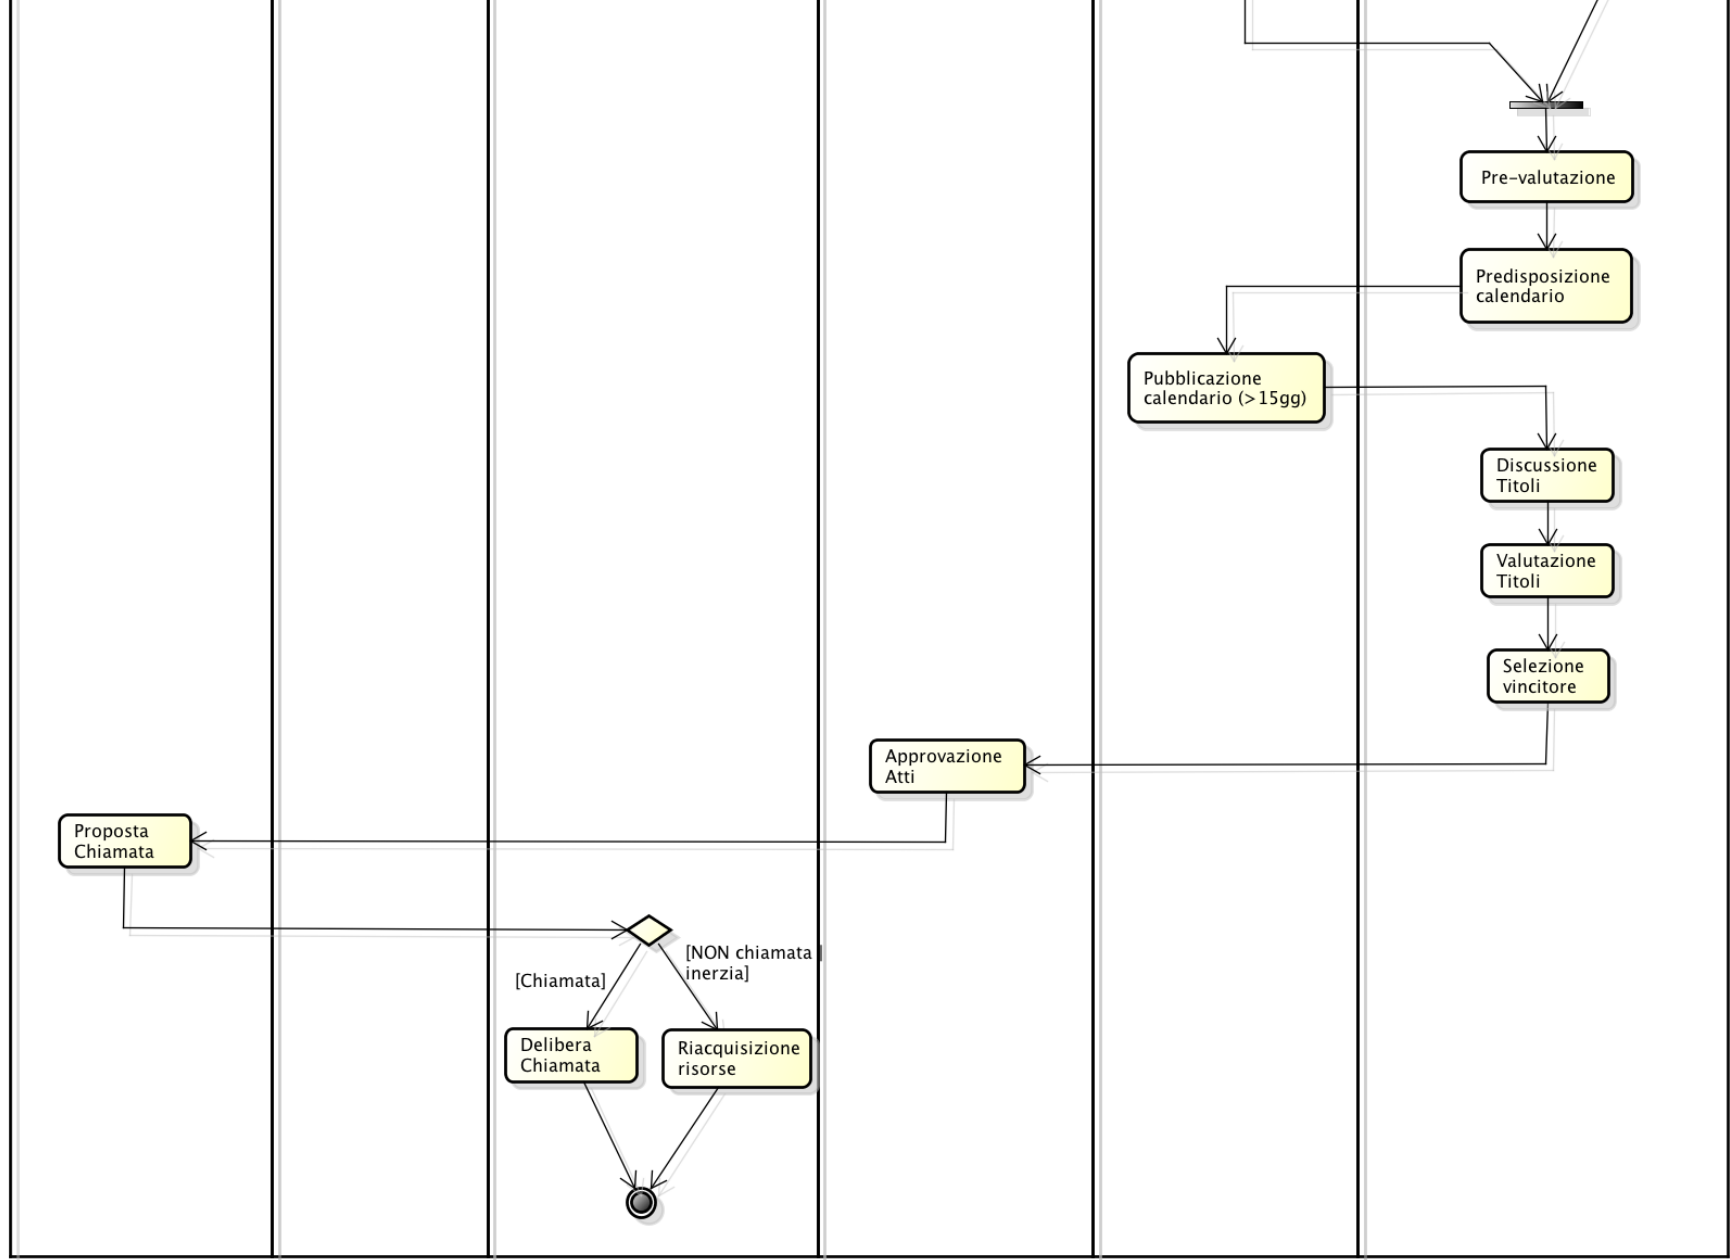 Pre-valutazione
Predisposizione
calendario
Pubblicazione
calendario (>15gg)
Discussione
Titoli
Valutazione
Titoli
Selezione
vincitore
Approvazione
Atti
Proposta
Chiamata
[NON chiamata |
inerzia]
[Chiamata]
Delibera
Chiamata
Riacquisizione
risorse